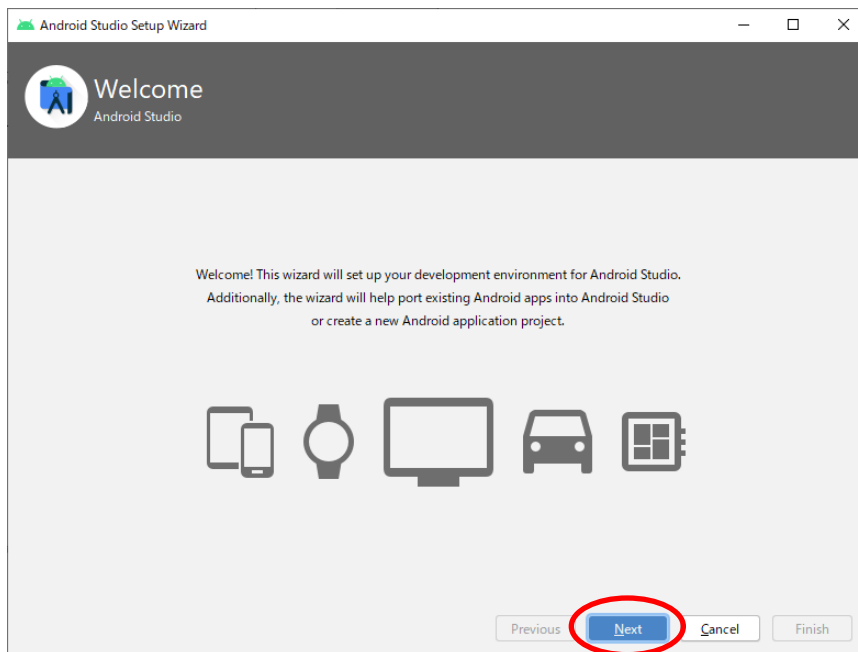 Android Studio Setup Wizard
Welcome
Android Studio
Welcome! This wizard will set up your development environment for Android Studio.
Additionally, the wizard will help port existing Android apps into Android Studio
or create a new Android application project.
Previous Next Cancel Finish